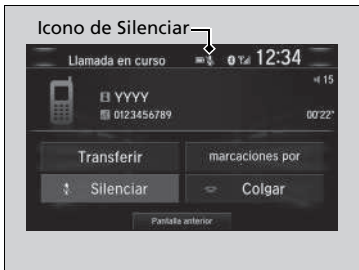 Icono de Silenciar
Llamada en curso 12:34
15
YYYY
0123456789 00'22"
Transferir marcaciones por
Silenciar Colgar
Pantalla anterior